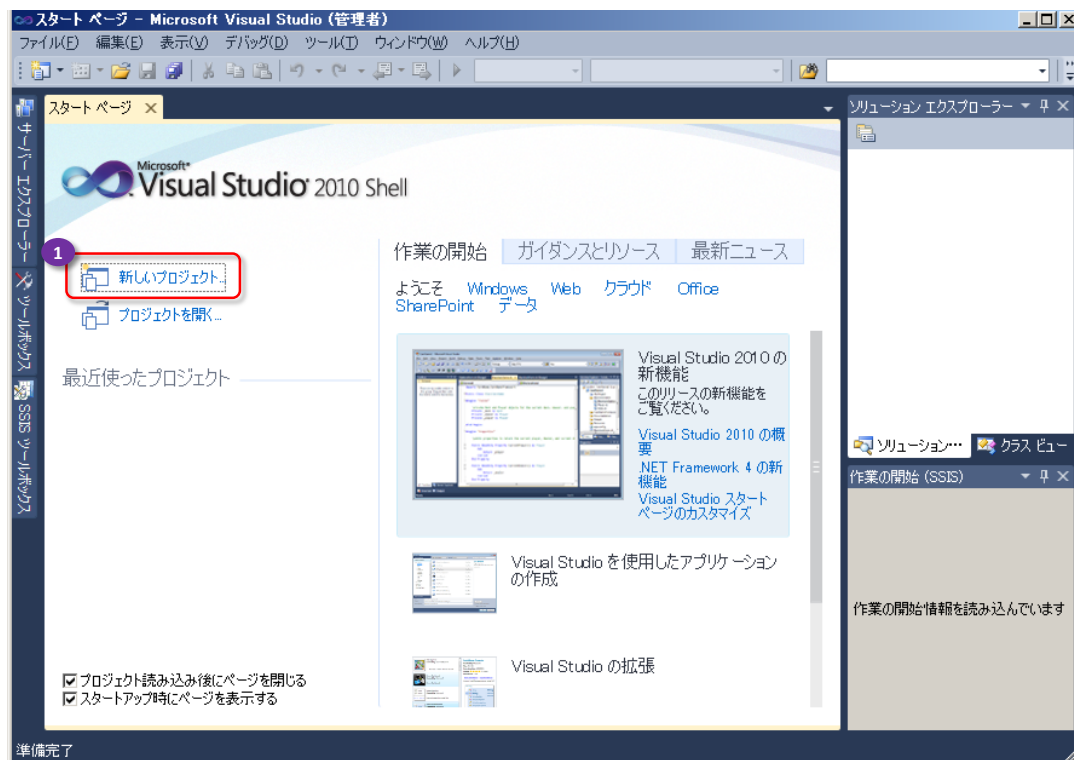 スタート ページ - Microsoft Visual Studio (管理者)
ファイル(F) 編集(E) 表示(V) デバッグ(D) ツール(T) ウィンドウ(W) ヘルプ(H)
サーバー エクスプローラー
ツールボックス
SSIS ツールボックス
スタート ページ
Microsoft
Visual Studio 2010 Shell
1
新しいプロジェクト...
プロジェクトを開く...
最近使ったプロジェクト
プロジェクト読み込み後にページを閉じる
スタートアップ時にページを表示する
作業の開始 ガイダンスとリソース 最新ニュース
ようこそ Windows Web クラウド Office
SharePoint データ
Visual Studio 2010 の
新機能
このリリースの新機能を
ご覧ください。
Visual Studio 2010 の概
要
.NET Framework 4 の新
機能
Visual Studio スタート
ページのカスタマイズ
Visual Studio を使用したアプリケーション
の作成
Visual Studio の拡張
ソリューション エクスプローラー
ソリューション… クラス ビュー
作業の開始 (SSIS)
作業の開始情報を読み込んでいます
準備完了